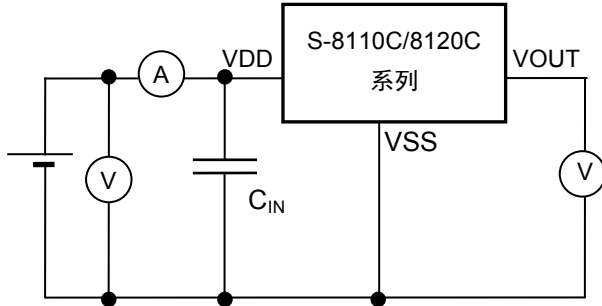 S-8110C/8120C
系列
VDD
VOUT
VSS
A
V
CIN
V